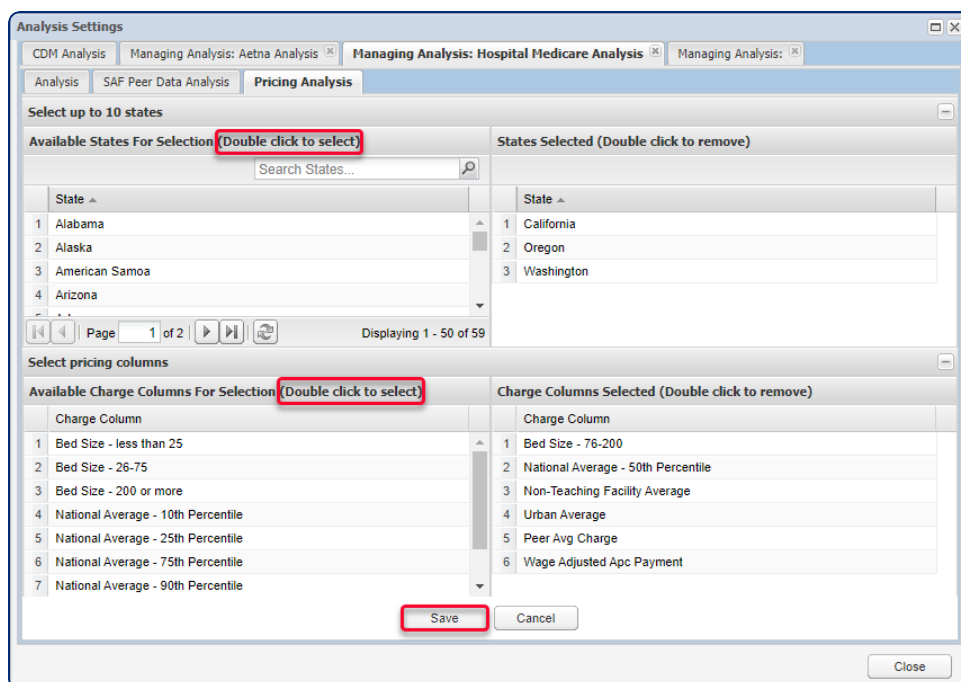 Analysis Settings
CDM Analysis Managing Analysis: Aetna Analysis Managing Analysis: Hospital Medicare Analysis Managing Analysis:
Analysis SAF Peer Data Analysis Pricing Analysis
Select up to 10 states
Available States For Selection (Double click to select) States Selected (Double click to remove)
Search States...
State State
1 Alabama 1 California
2 Alaska 2 Oregon
3 American Samoa 3 Washington
4 Arizona
Page 1 of 2 Displaying 1 - 50 of 59
Select pricing columns
Available Charge Columns For Selection (Double click to select) Charge Columns Selected (Double click to remove)
Charge Column Charge Column
1 Bed Size - less than 25 1 Bed Size - 76-200
2 Bed Size - 26-75 2 National Average - 50th Percentile
3 Bed Size - 200 or more 3 Non-Teaching Facility Average
4 National Average - 10th Percentile 4 Urban Average
5 National Average - 25th Percentile 5 Peer Avg Charge
6 National Average - 75th Percentile 6 Wage Adjusted Apc Payment
7 National Average - 90th Percentile
Save Cancel
Close